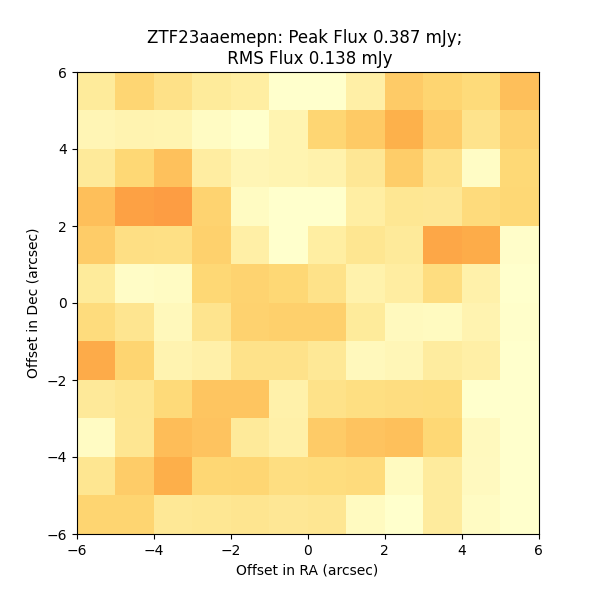 ZTF23aaemepn: Peak Flux 0.387 mJy;
RMS Flux 0.138 mJy
6
4
2
0
−2
−4
−6
Offset in Dec (arcsec)
−6 −4 −2 0 2 4 6
Offset in RA (arcsec)